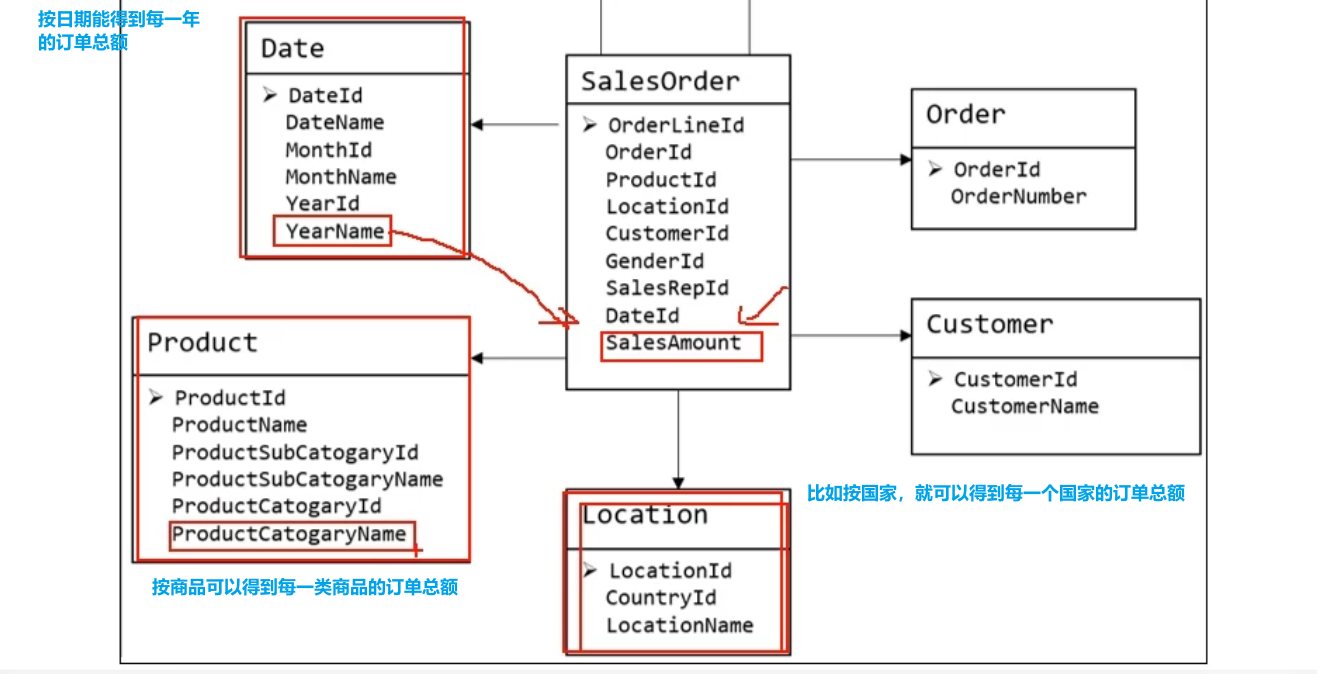 按日期能得到每一年
的订单总额
Date
DateId
DateName
MonthId
MonthName
YearId
YearName
SalesOrder
OrderLineId
OrderId
ProductId
LocationId
CustomerId
GenderId
SalesRepId
DateId
SalesAmount
Order
OrderId
OrderNumber
Product
ProductId
ProductName
ProductSubCatogaryId
ProductSubCatogaryName
ProductCatogaryId
ProductCatogaryName
按商品可以得到每一类商品的订单总额
Customer
CustomerId
CustomerName
比如按国家，就可以得到每一个国家的订单总额
Location
LocationId
CountryId
LocationName